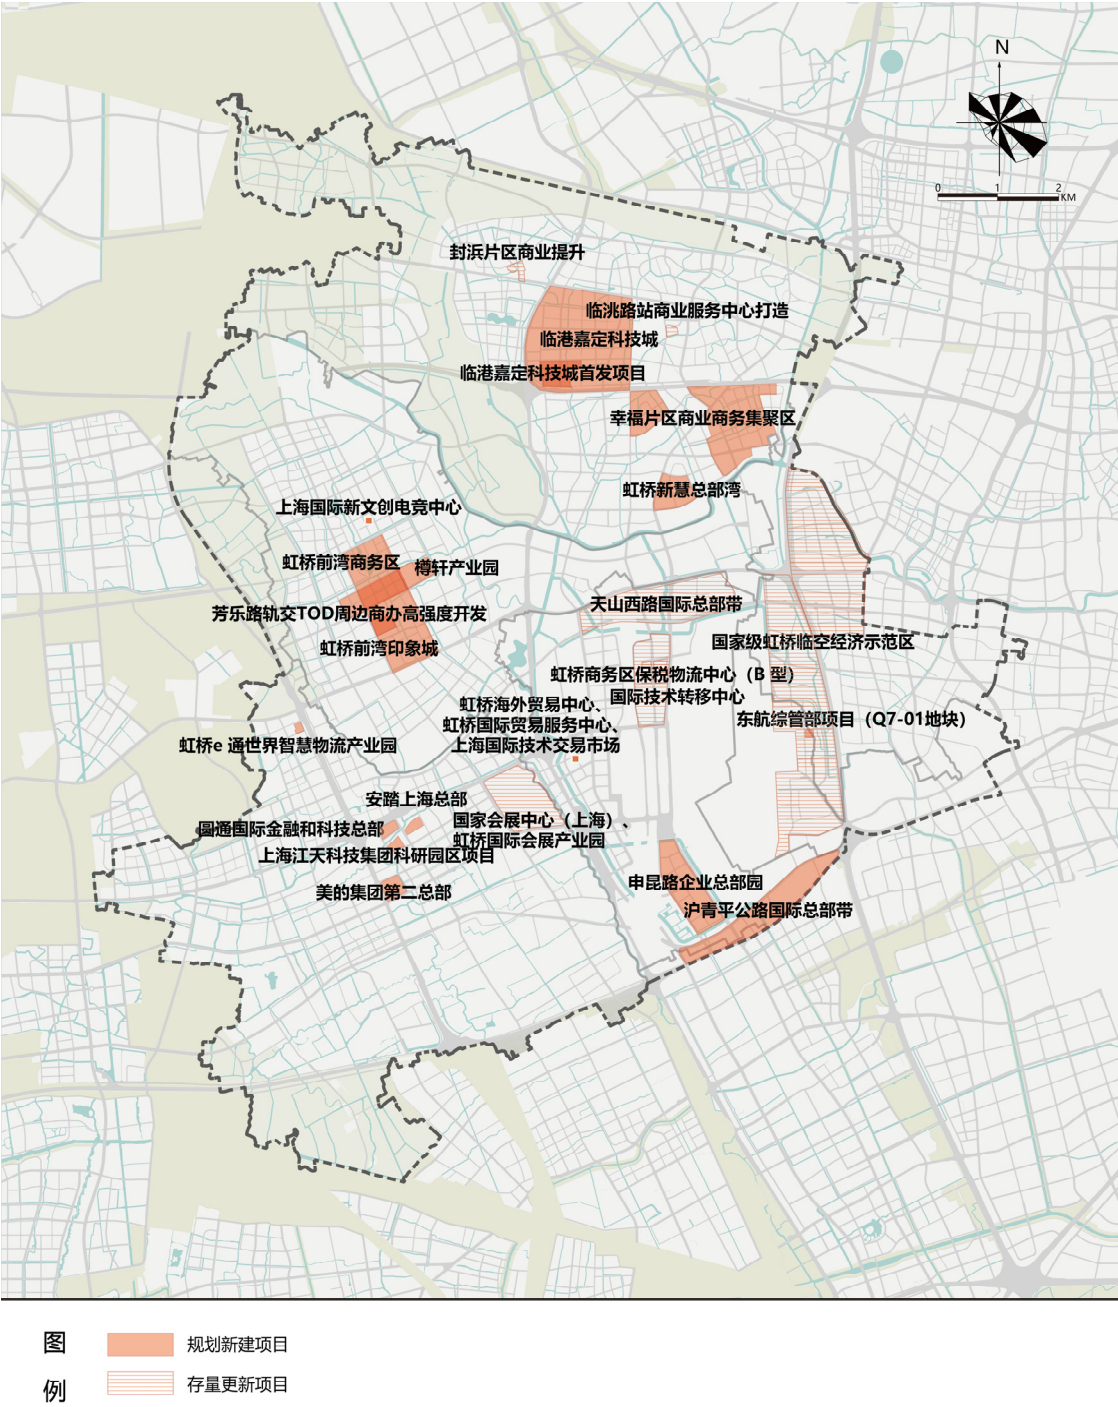 N
0 1 2
KM
封浜片区商业提升
临洮路站商业服务中心打造
临港嘉定科技城
临港嘉定科技城首发项目
幸福片区商业商务集聚区
虹桥新慧总部湾
上海国际新文创电竞中心
虹桥前湾商务区
樽轩产业园
天山西路国际总部带
芳乐路轨交TOD周边商办高强度开发
国家级虹桥临空经济示范区
虹桥前湾印象城
虹桥商务区保税物流中心（B 型）
国际技术转移中心
虹桥海外贸易中心、
虹桥国际贸易服务中心、
上海国际技术交易市场
东航综管部项目（Q7-01地块）
虹桥e 通世界智慧物流产业园
安踏上海总部
国家会展中心（上海）、
虹桥国际会展产业园
圆通国际金融和科技总部
上海江天科技集团科研园区项目
美的集团第二总部
申昆路企业总部园
沪青平公路国际总部带
图
例
规划新建项目
存量更新项目